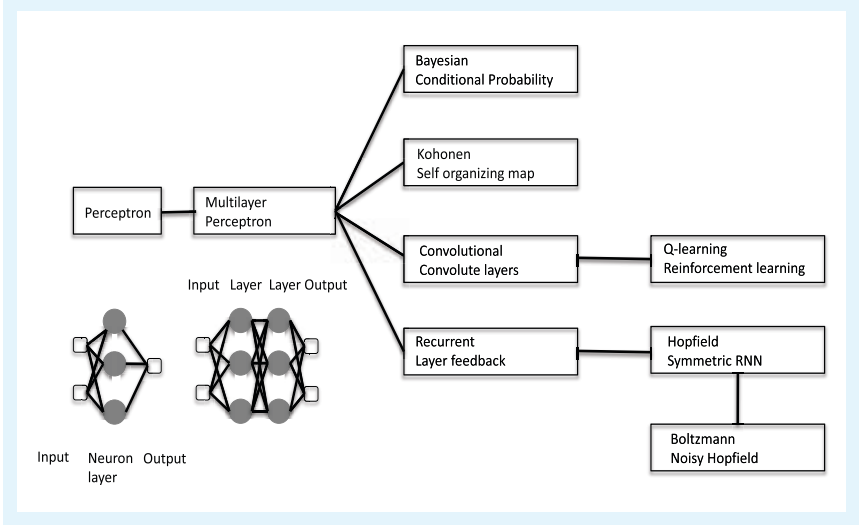 Bayesian
Conditional Probability
Kohonen
Self organizing map
Perceptron
Multilayer
Perceptron
Convolutional
Convolute layers
Q-learning
Reinforcement learning
Input Layer Layer Output
Recurrent
Layer feedback
Hopfield
Symmetric RNN
Boltzmann
Noisy Hopfield
Input Neuron Output
layer